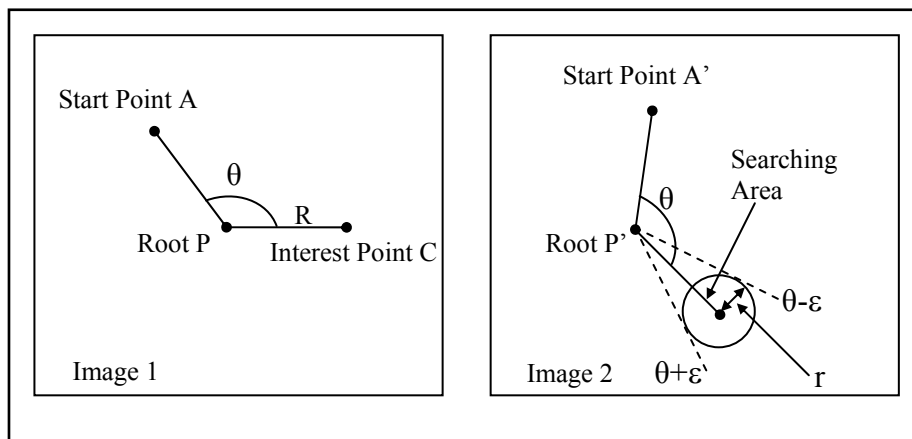 Start Point A
θ
R
Root P
Interest Point C
Image 1
Start Point A’
Searching
Area
θ
Root P’
θ-ε
θ+ε
r
Image 2